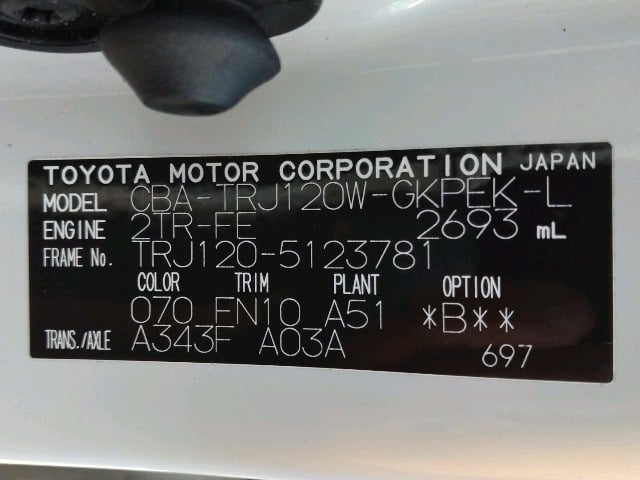 TOYOTA MOTOR CORPORATION JAPAN
MODEL CBA-TRJ120W-GKPEK-L
ENGINE 2TR-FE 2693 mL
FRAME No. TRJ120-5123781
COLOR TRIM PLANT OPTION
070 FN10 A51 *B**
TRANS./AXLE A343F A03A
697